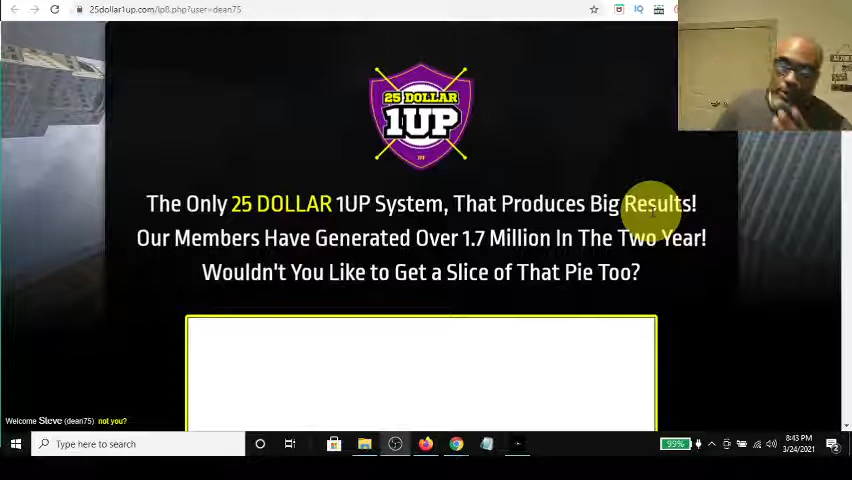 25dollar1up.com/lp8.php?user=dean75
25 DOLLAR
1UP
The Only 25 DOLLAR 1UP System, That Produces Big Results!
Our Members Have Generated Over 1.7 Million In The Two Year!
Wouldn't You Like to Get a Slice of That Pie Too?
Welcome Steve (dean75) not you?
Type here to search
99%
8:43 PM
3/24/2021
2